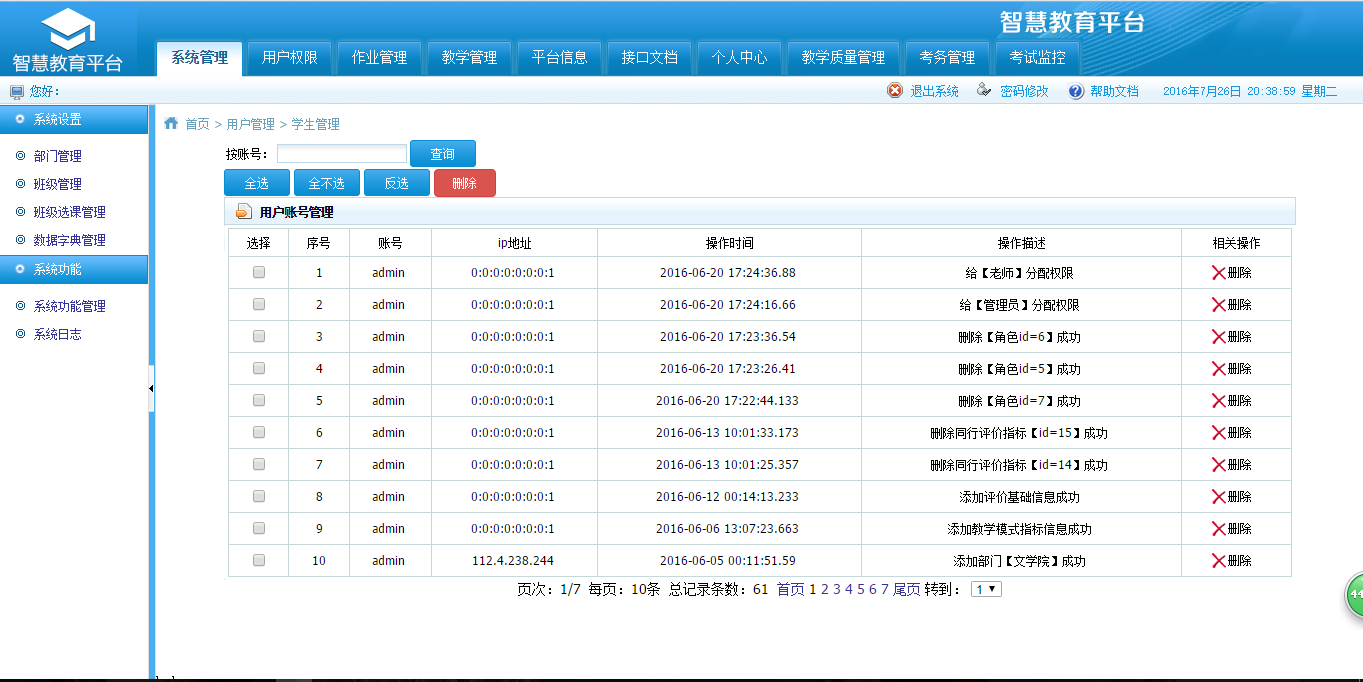 智慧教育平台
智慧教育平台
系统管理 用户权限 作业管理 教学管理 平台信息 接口文档 个人中心 教学质量管理 考务管理 考试监控
您好： 退出系统 密码修改 帮助文档 2016年7月26日 20:38:59 星期二
系统设置
部门管理
班级管理
班级选课管理
数据字典管理
系统功能
系统功能管理
系统日志
首页 > 用户管理 > 学生管理
按账号： 查询
全选 全不选 反选 删除
用户账号管理
选择 序号 账号 ip地址 操作时间 操作描述 相关操作
1 admin 0:0:0:0:0:0:0:1 2016-06-20 17:24:36.88 给【老师】分配权限 删除
2 admin 0:0:0:0:0:0:0:1 2016-06-20 17:24:16.66 给【管理员】分配权限 删除
3 admin 0:0:0:0:0:0:0:1 2016-06-20 17:23:36.54 删除【角色id=6】成功 删除
4 admin 0:0:0:0:0:0:0:1 2016-06-20 17:23:26.41 删除【角色id=5】成功 删除
5 admin 0:0:0:0:0:0:0:1 2016-06-20 17:22:44.133 删除【角色id=7】成功 删除
6 admin 0:0:0:0:0:0:0:1 2016-06-13 10:01:33.173 删除同行评价指标【id=15】成功 删除
7 admin 0:0:0:0:0:0:0:1 2016-06-13 10:01:25.357 删除同行评价指标【id=14】成功 删除
8 admin 0:0:0:0:0:0:0:1 2016-06-12 00:14:13.233 添加评价基础信息成功 删除
9 admin 0:0:0:0:0:0:0:1 2016-06-06 13:07:23.663 添加教学模式指标信息成功 删除
10 admin 112.4.238.244 2016-06-05 00:11:51.59 添加部门【文学院】成功 删除
页次：1/7 每页：10条 总记录条数：61 首页 1 2 3 4 5 6 7 尾页 转到： 1